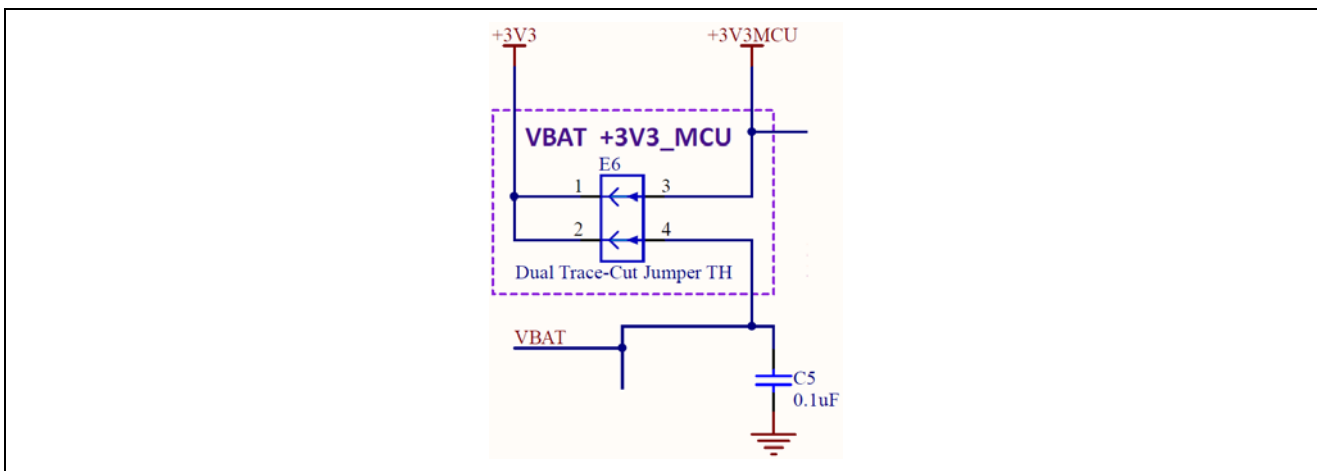 +3V3 +3V3MCU
VBAT +3V3_MCU
E6
1 3
2 4
Dual Trace-Cut Jumper TH
VBAT
C5
0.1uF